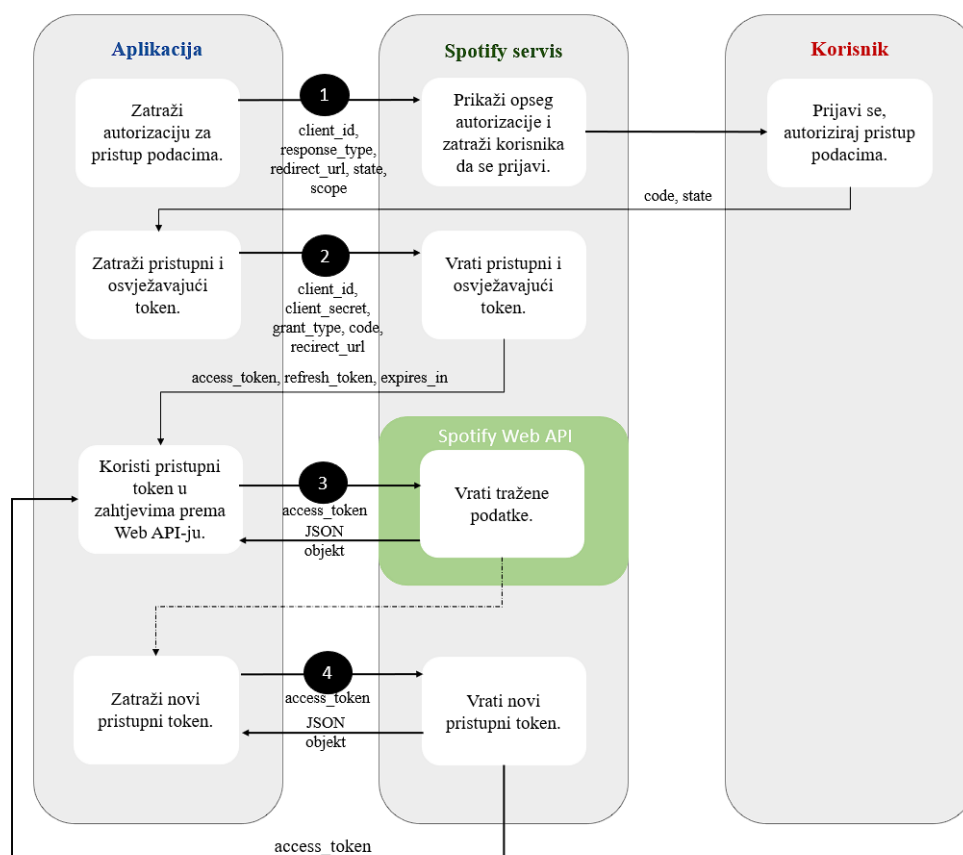 Aplikacija
Spotify servis
Korisnik
Zatraži
autorizaciju za
pristup podacima.
1
client_id,
response_type,
redirect_url, state,
scope
Prikaži opseg
autorizacije i
zatraži korisnika
da se prijavi.
Prijavi se,
autoriziraj pristup
podacima.
code, state
Zatraži pristupni i
osvježavajući
token.
2
client_id,
client_secret,
grant_type, code,
recirect_url
Vrati pristupni i
osvježavajući
token.
access_token, refresh_token, expires_in
Spotify Web API
Koristi pristupni
token u
zahtjevima prema
Web API-ju.
3
access_token
JSON
objekt
Vrati tražene
podatke.
Zatraži novi
pristupni token.
4
access_token
JSON
objekt
Vrati novi
pristupni token.
access_token